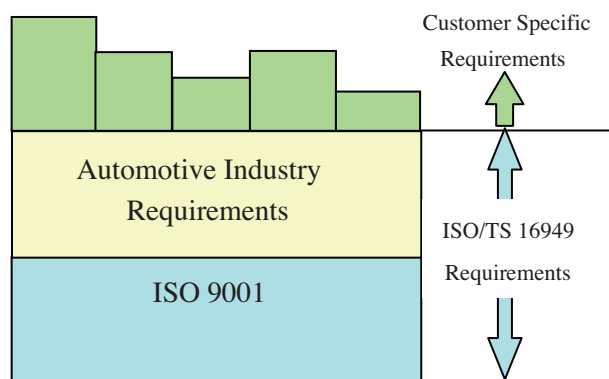 Customer Specific
Requirements
Automotive Industry
Requirements
ISO/TS 16949
Requirements
ISO 9001